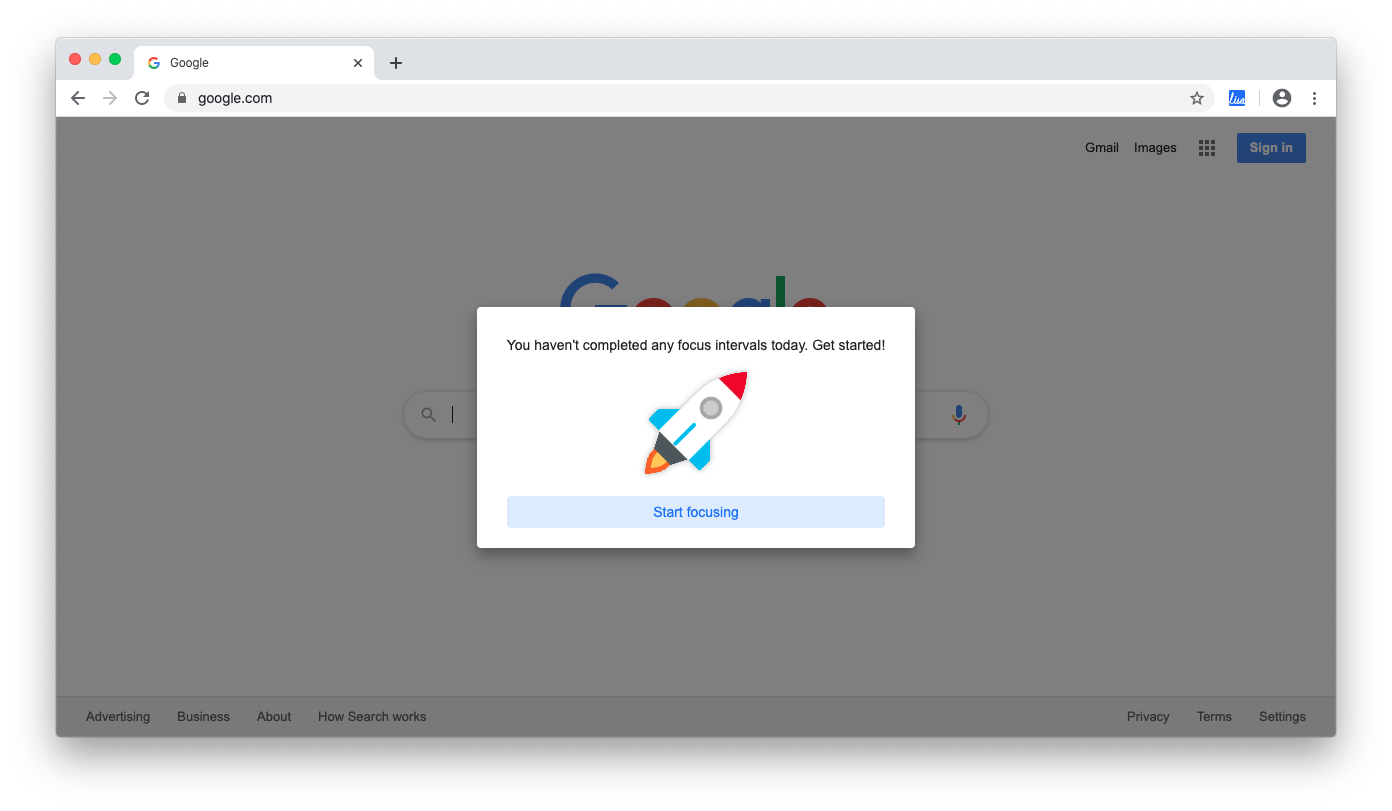 Google
google.com
Gmail Images Sign in
Google
You haven't completed any focus intervals today. Get started!
Start focusing
Advertising Business About How Search works Privacy Terms Settings